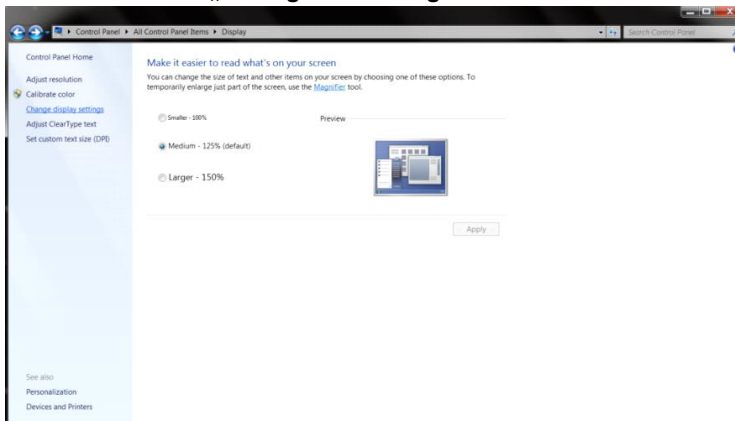 Control Panel ▸ All Control Panel Items ▸ Display
Search Control Panel
Control Panel Home
Adjust resolution
Calibrate color
Change display settings
Adjust ClearType text
Set custom text size (DPI)
Make it easier to read what's on your screen
You can change the size of text and other items on your screen by choosing one of these options. To
temporarily enlarge just part of the screen, use the Magnifier tool.
Smaller - 100%
Preview
Medium - 125% (default)
Larger - 150%
Apply
See also
Personalization
Devices and Printers